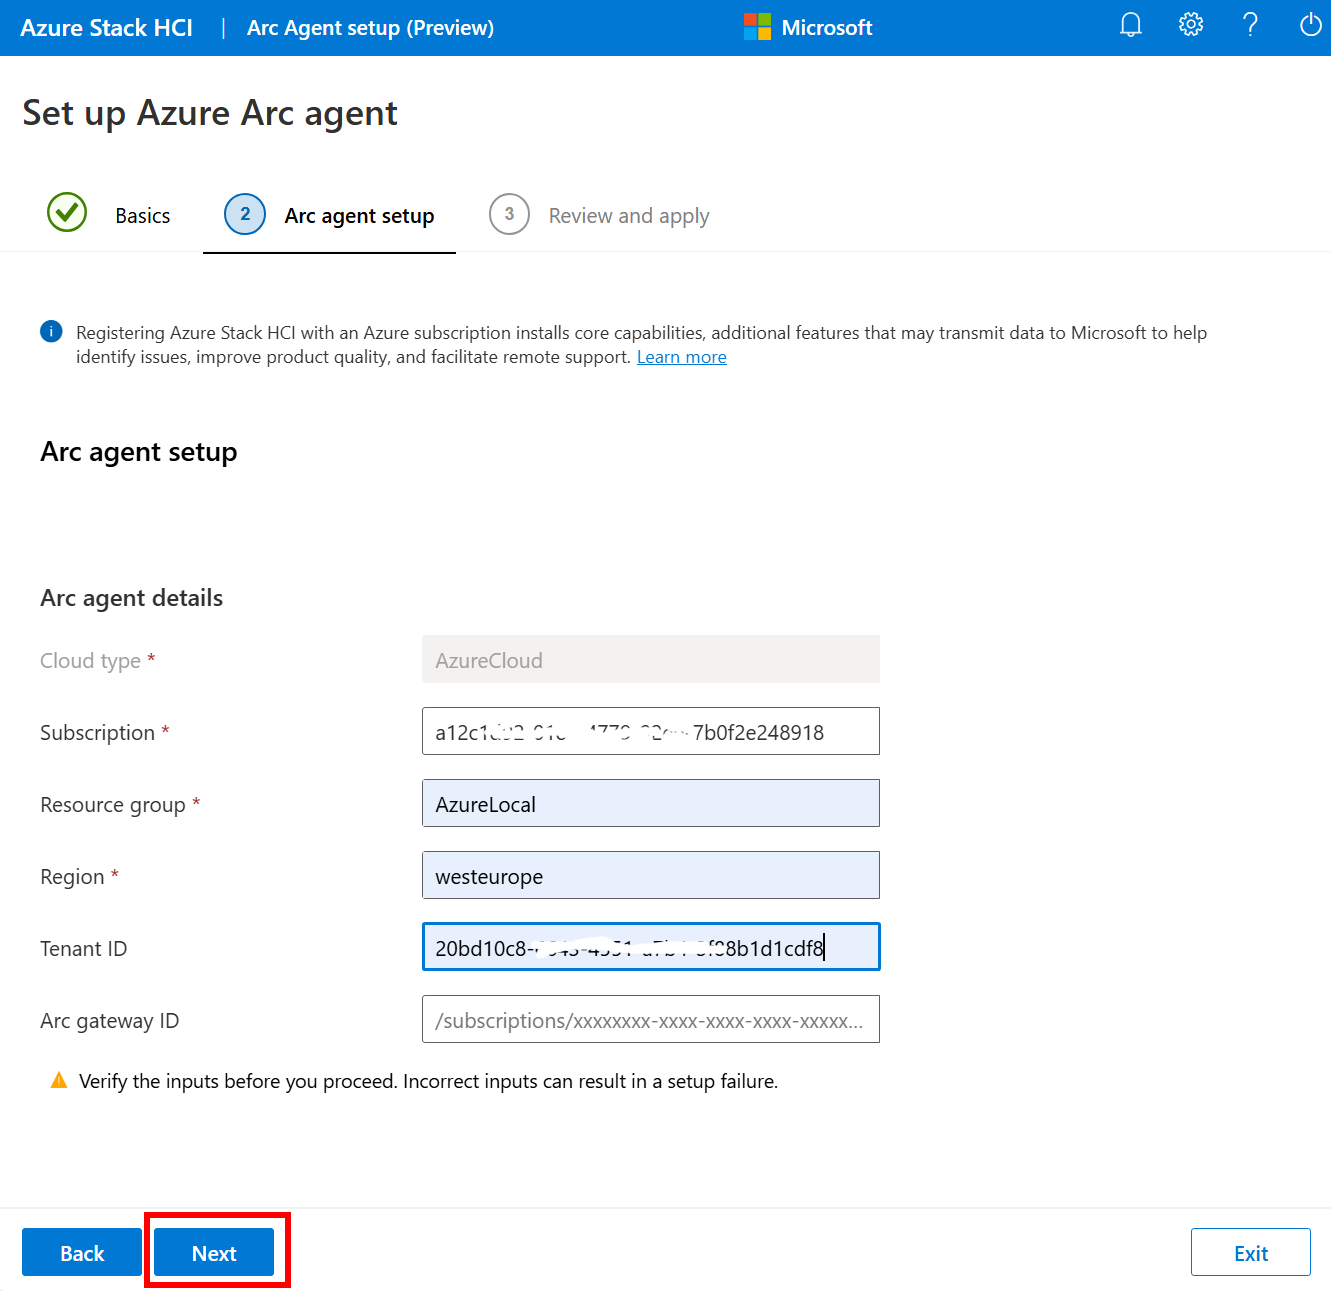 Azure Stack HCI | Arc Agent setup (Preview) Microsoft
Set up Azure Arc agent
Basics 2 Arc agent setup 3 Review and apply
Registering Azure Stack HCI with an Azure subscription installs core capabilities, additional features that may transmit data to Microsoft to help
identify issues, improve product quality, and facilitate remote support. Learn more
Arc agent setup
Arc agent details
Cloud type * AzureCloud
Subscription * 7b0f2e248918
Resource group * AzureLocal
Region * westeurope
Tenant ID 20bd10c8-
Arc gateway ID /subscriptions/xxxxxxxx-xxxx-xxxx-xxxx-xxxxx...
Verify the inputs before you proceed. Incorrect inputs can result in a setup failure.
Back Next Exit